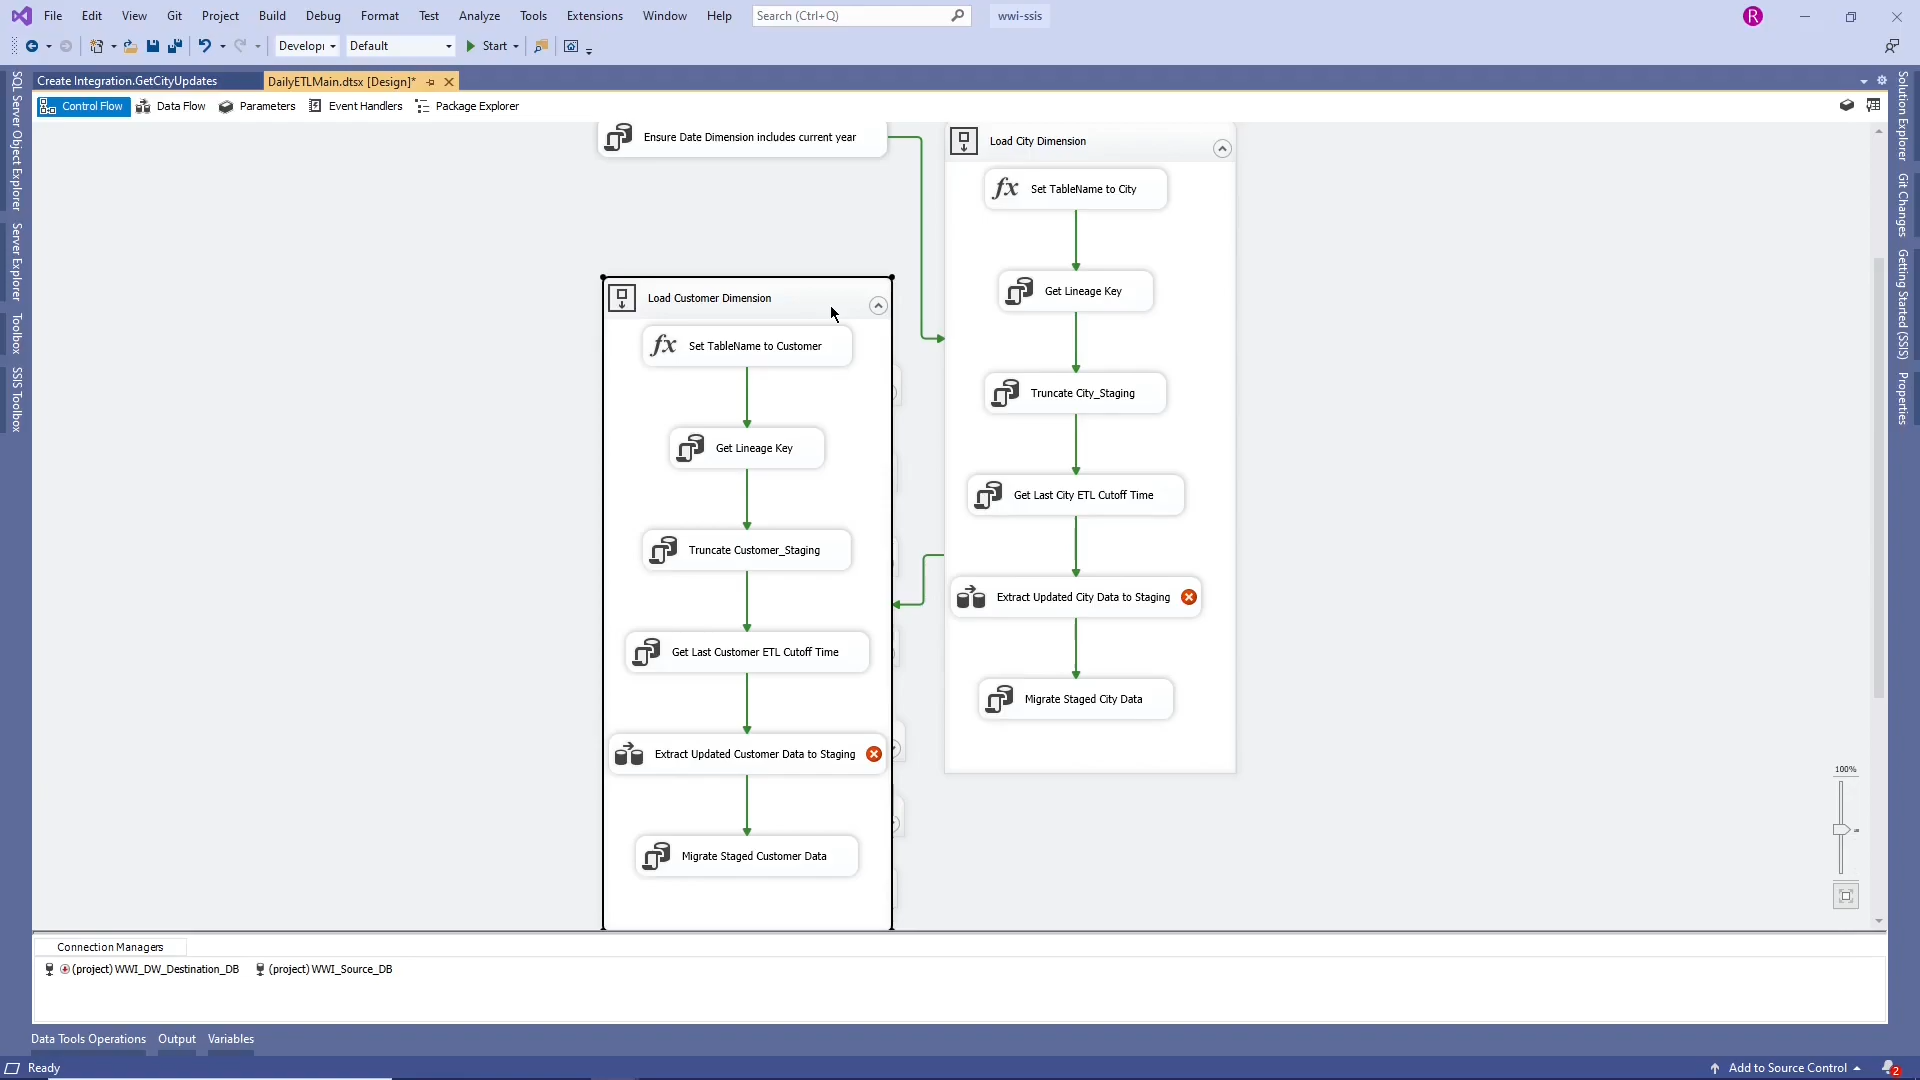 File Edit View Git Project Build Debug Format Test Analyze Tools Extensions Window Help Search (Ctrl+Q) wwi-ssis R
Developi Default Start
Create Integration.GetCityUpdates DailyETLMain.dtsx [Design]*
Control Flow Data Flow Parameters Event Handlers Package Explorer
SQL Server Object Explorer
Server Explorer
Toolbox
SSIS Toolbox
Ensure Date Dimension includes current year
Load City Dimension
fx Set TableName to City
Get Lineage Key
Truncate City_Staging
Get Last City ETL Cutoff Time
Extract Updated City Data to Staging
Migrate Staged City Data
Load Customer Dimension
fx Set TableName to Customer
Get Lineage Key
Truncate Customer_Staging
Get Last Customer ETL Cutoff Time
Extract Updated Customer Data to Staging
Migrate Staged Customer Data
100%
Solution Explorer
Git Changes
Getting Started (SSIS)
Properties
Connection Managers
(project) WWI_DW_Destination_DB (project) WWI_Source_DB
Data Tools Operations Output Variables
Ready Add to Source Control 2